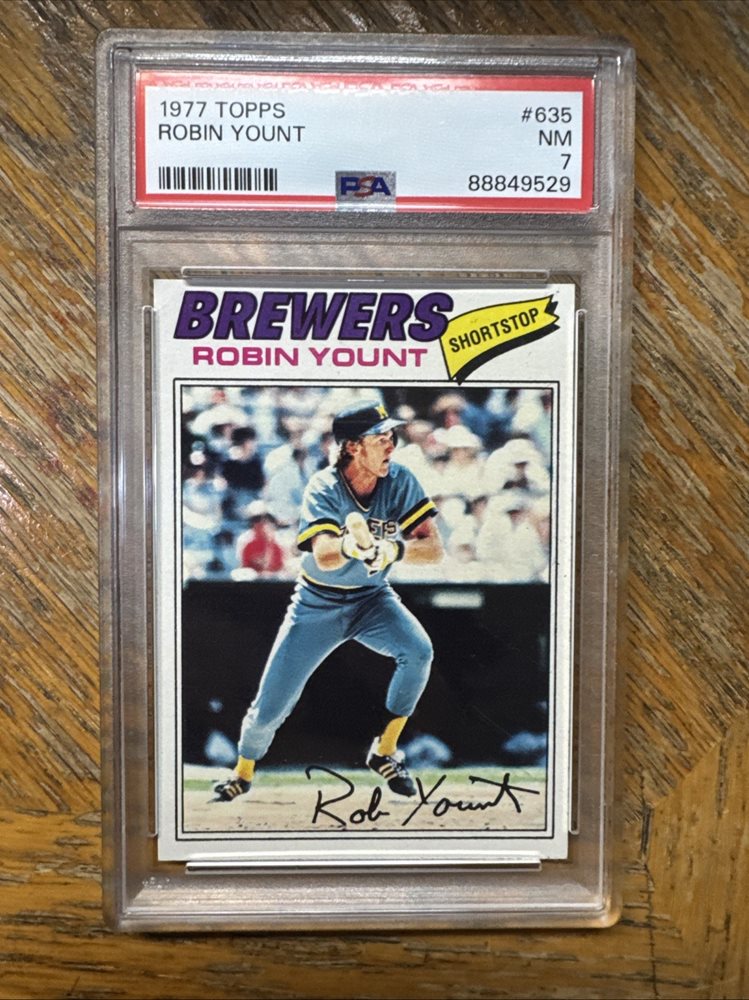 1977 TOPPS #635
ROBIN YOUNT NM
7
PSA 88849529
BREWERS
SHORTSTOP
ROBIN YOUNT
Rob Yount